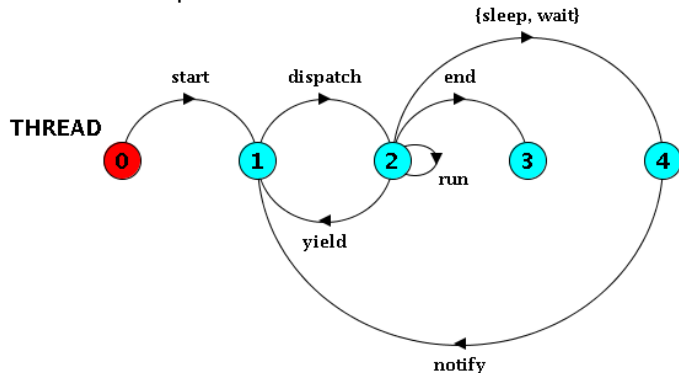 {sleep, wait}
start
dispatch
end
THREAD
0
1
2
3
4
run
yield
notify